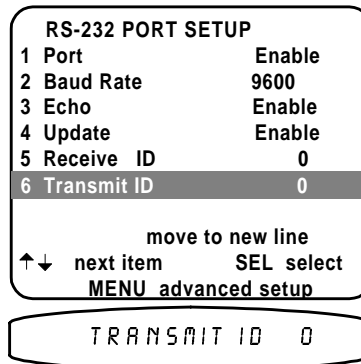 RS-232 PORT SETUP
1 Port Enable
2 Baud Rate 9600
3 Echo Enable
4 Update Enable
5 Receive ID 0
6 Transmit ID 0
move to new line
↑↓ next item SEL select
MENU advanced setup
TRANSMIT ID 0